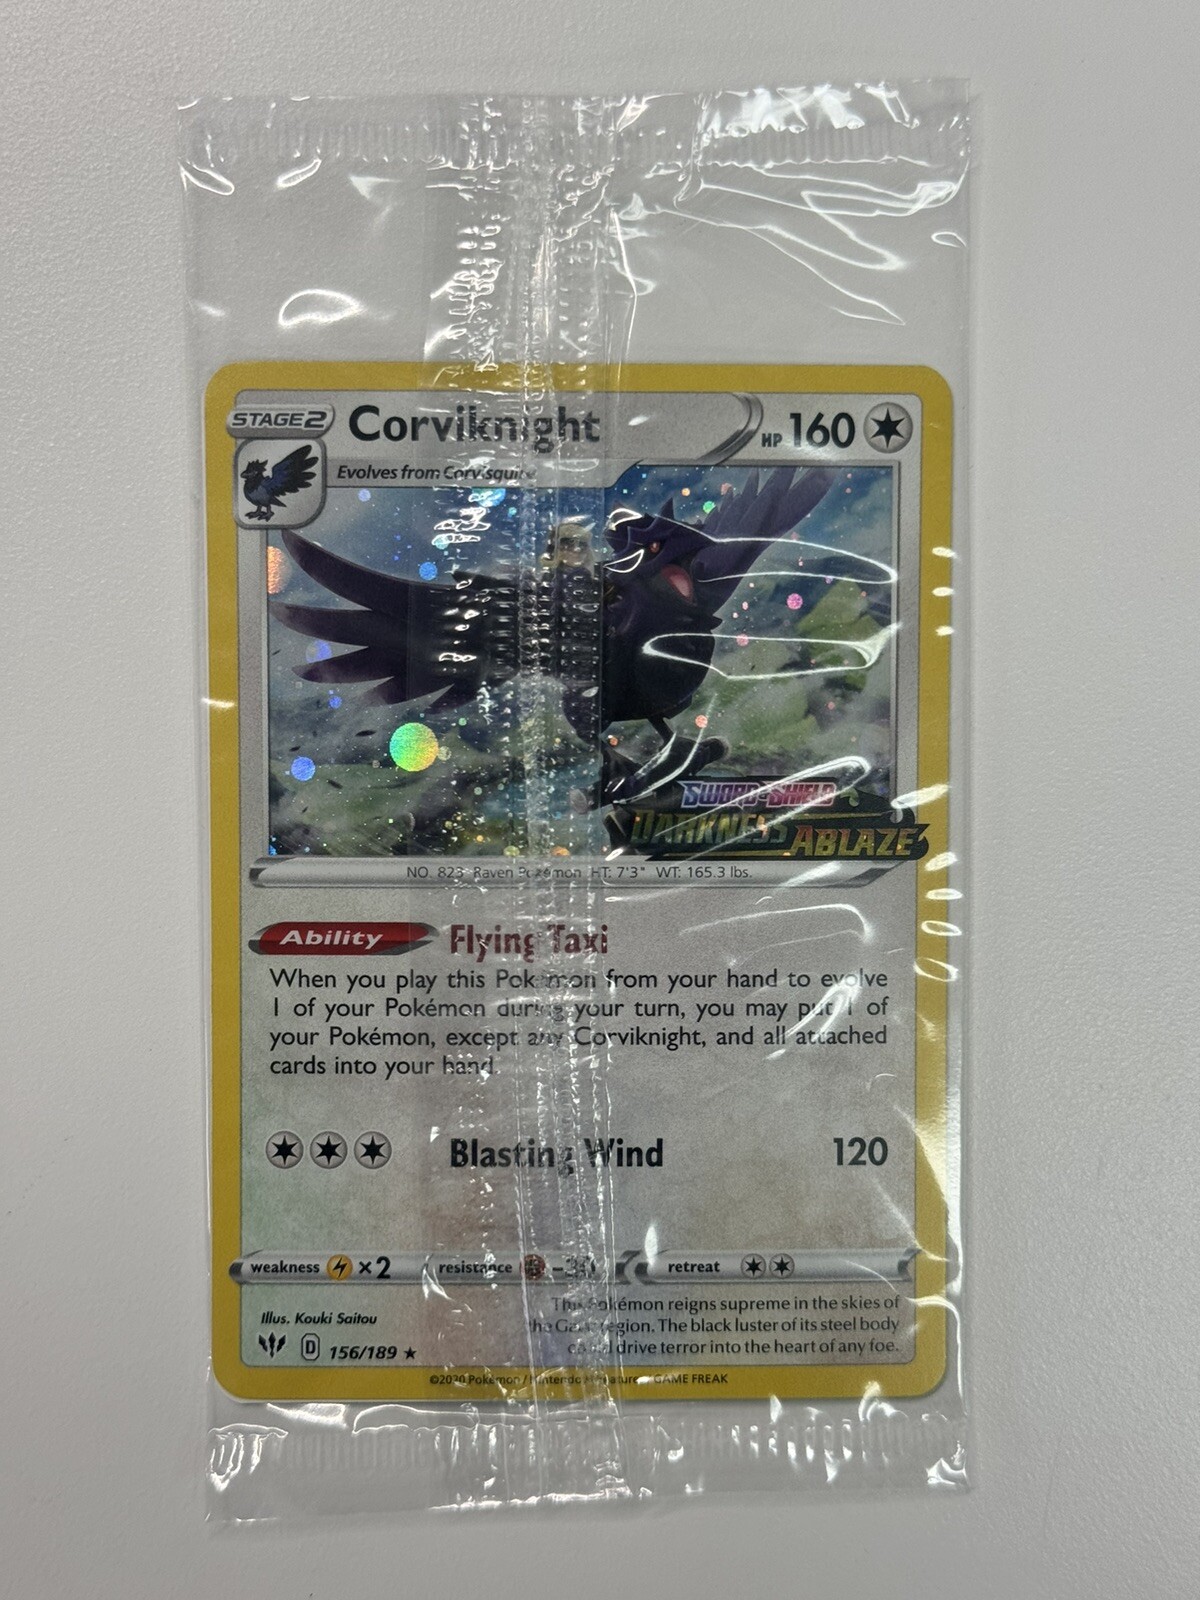 STAGE2
Corviknight
HP 160
Evolves from Corvisquire
SWORD & SHIELD
DARKNESS ABLAZE
NO. 823 Raven Pokémon HT: 7'3" WT: 165.3 lbs.
Ability Flying Taxi
When you play this Pokémon from your hand to evolve
1 of your Pokémon during your turn, you may put 1 of
your Pokémon, except any Corviknight, and all attached
cards into your hand.
Blasting Wind 120
weakness ×2 resistance -30 retreat
Illus. Kouki Saitou
D 156/189 ★
This Pokémon reigns supreme in the skies of
the Galar region. The black luster of its steel body
could drive terror into the heart of any foe.
©2020 Pokémon / Nintendo / Creatures / GAME FREAK